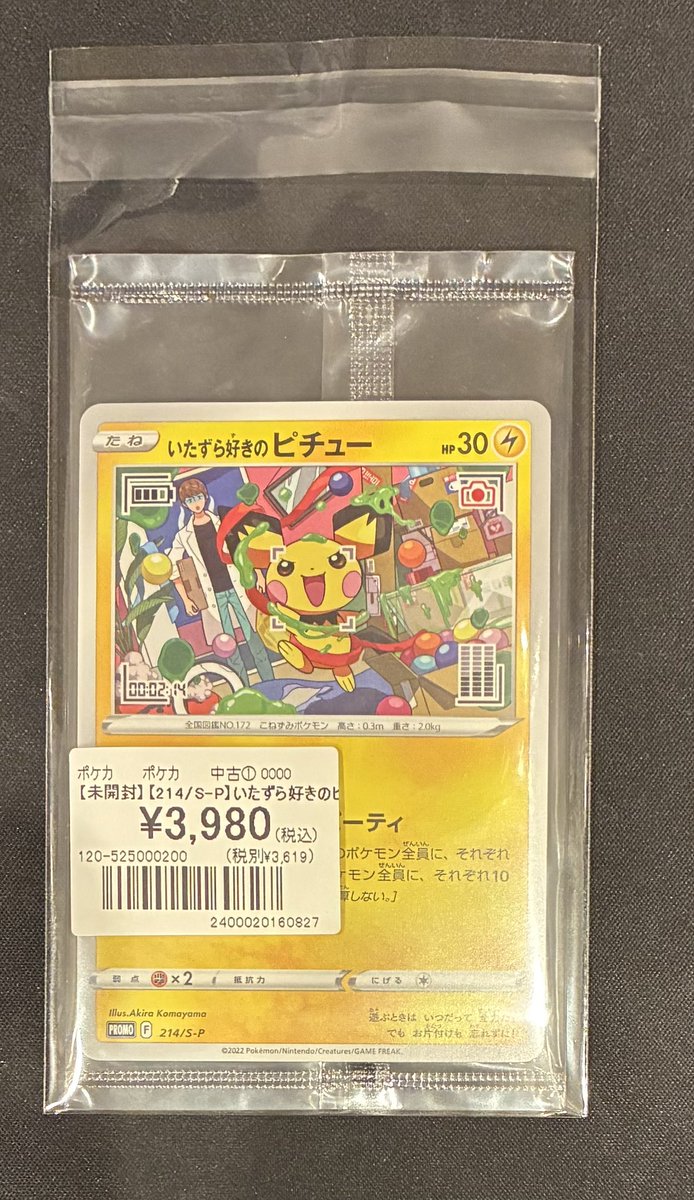 たね いたずら好きのピチュー HP30
00:02:14
全国図鑑NO.172 こねずみポケモン 高さ:0.3m 重さ:2.0kg
ポケカ ポケカ 中古① 0000
【未開封】【214/S-P】いたずら好きのピ
¥3,980(税込)
120-525000200 (税別¥3,619)
2400020160827
ーティ
のポケモン全員に、それぞれ
ケモン全員に、それぞれ10
しない。]
弱点 ×2 抵抗力 にげる
Illus.Akira Komayama
遊ぶときは いつだって
でも お片付けも 忘れずに!
PROMO F 214/S-P
©2022 Pokémon/Nintendo/Creatures/GAME FREAK.